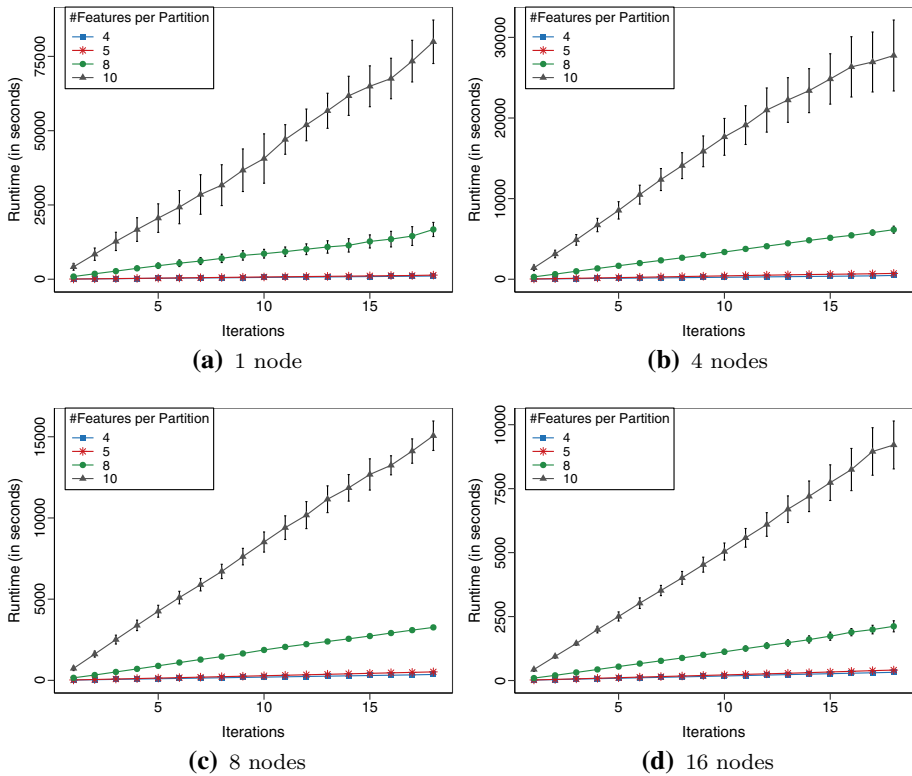 #Features per Partition
4
5
8
10
Runtime (in seconds)
0
25000
50000
75000
5
10
15
Iterations
(a) 1 node
#Features per Partition
4
5
8
10
Runtime (in seconds)
0
10000
20000
30000
5
10
15
Iterations
(b) 4 nodes
#Features per Partition
4
5
8
10
Runtime (in seconds)
0
5000
10000
15000
5
10
15
Iterations
(c) 8 nodes
#Features per Partition
4
5
8
10
Runtime (in seconds)
0
2500
5000
7500
10000
5
10
15
Iterations
(d) 16 nodes